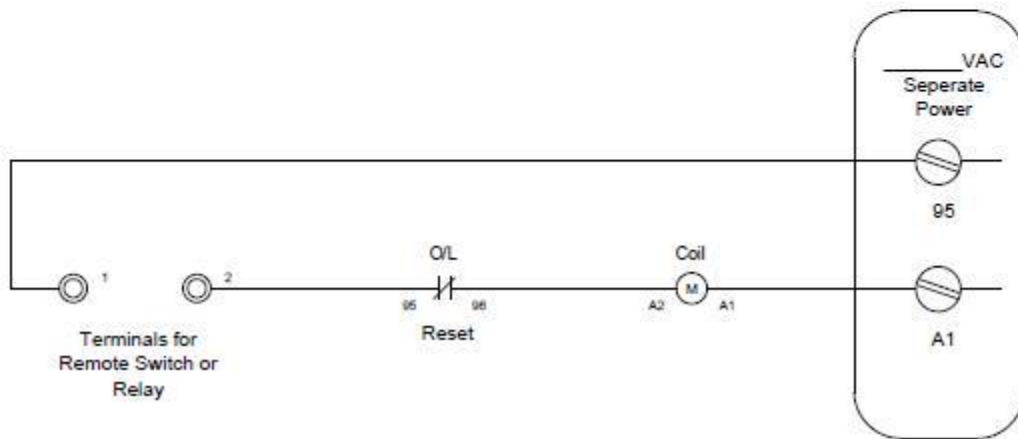 _______VAC
Seperate
Power
95
O/L
Coil
1
2
95
96
A2
M
A1
Reset
A1
Terminals for
Remote Switch or
Relay